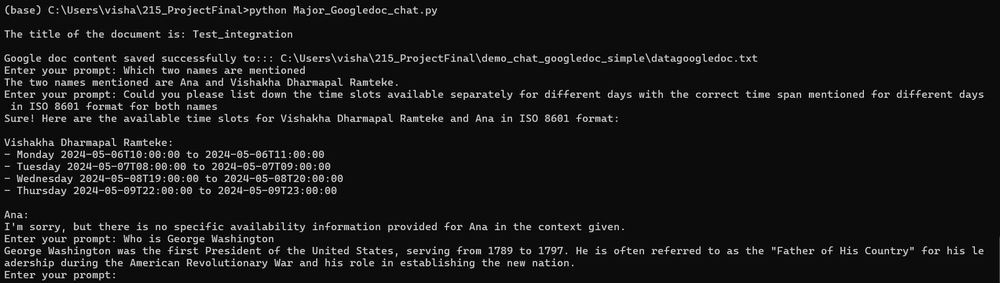 (base) C:\Users\visha\215_ProjectFinal>python Major_Googledoc_chat.py
The title of the document is: Test_integration
Google doc content saved successfully to::: C:\Users\visha\215_ProjectFinal\demo_chat_googledoc_simple\datagoogledoc.txt
Enter your prompt: Which two names are mentioned
The two names mentioned are Ana and Vishakha Dharmapal Ramteke.
Enter your prompt: Could you please list down the time slots available separately for different days with the correct time span mentioned for different days
 in ISO 8601 format for both names
Sure! Here are the available time slots for Vishakha Dharmapal Ramteke and Ana in ISO 8601 format:
Vishakha Dharmapal Ramteke:
- Monday 2024-05-06T10:00:00 to 2024-05-06T11:00:00
- Tuesday 2024-05-07T08:00:00 to 2024-05-07T09:00:00
- Wednesday 2024-05-08T19:00:00 to 2024-05-08T20:00:00
- Thursday 2024-05-09T22:00:00 to 2024-05-09T23:00:00
Ana:
I'm sorry, but there is no specific availability information provided for Ana in the context given.
Enter your prompt: Who is George Washington
George Washington was the first President of the United States, serving from 1789 to 1797. He is often referred to as the "Father of His Country" for his le
adership during the American Revolutionary War and his role in establishing the new nation.
Enter your prompt: